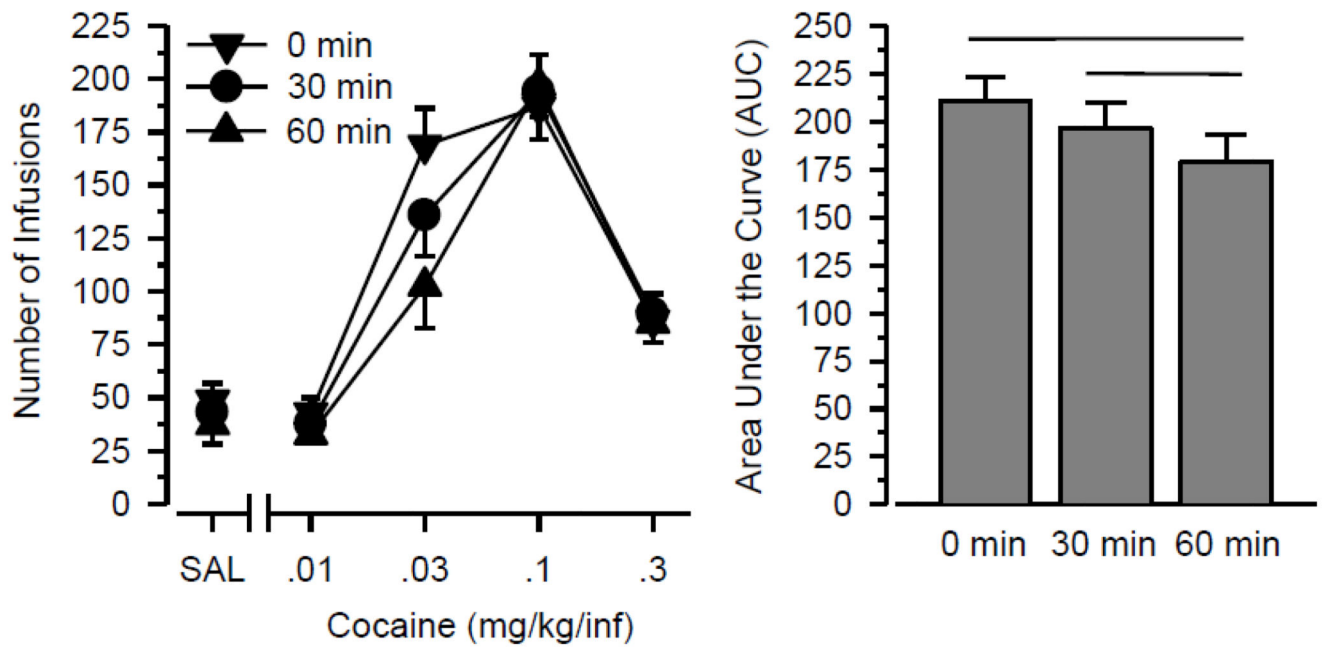 Number of Infusions
225
200
175
150
125
100
75
50
25
0
0 min
30 min
60 min
SAL .01 .03 .1 .3
Cocaine (mg/kg/inf)
Area Under the Curve (AUC)
250
225
200
175
150
125
100
75
50
25
0
0 min 30 min 60 min